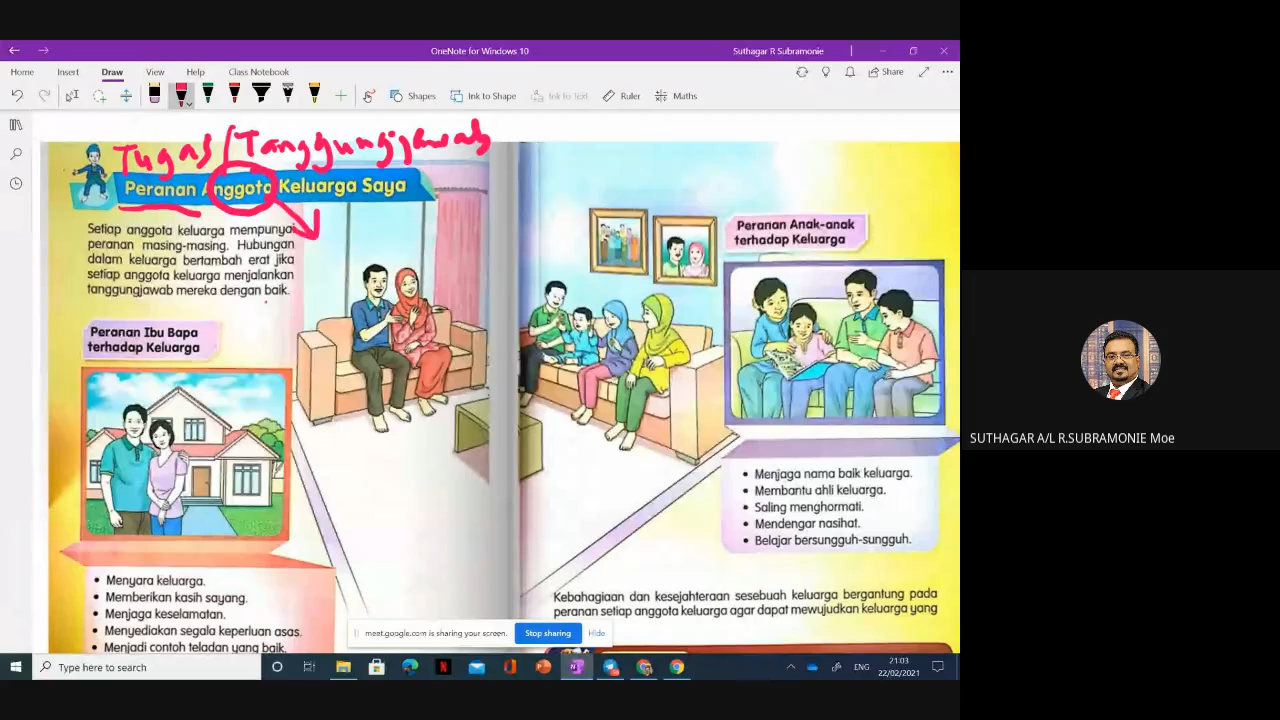 OneNote for Windows 10
Suthagar R Subramonie
Home Insert Draw View Help Class Notebook
Share
Shapes Ink to Shape Ink to Text Ruler Maths
Tugas/Tanggungjawab
Peranan Anggota Keluarga Saya
Setiap anggota keluarga mempunyai
peranan masing-masing. Hubungan
dalam keluarga bertambah erat jika
setiap anggota keluarga menjalankan
tanggungjawab mereka dengan baik.
Peranan Ibu Bapa
terhadap Keluarga
• Menyara keluarga.
• Memberikan kasih sayang.
• Menjaga keselamatan.
• Menyediakan segala keperluan asas.
• Menjadi contoh teladan yang baik.
Peranan Anak-anak
terhadap Keluarga
• Menjaga nama baik keluarga.
• Membantu ahli keluarga.
• Saling menghormati.
• Mendengar nasihat.
• Belajar bersungguh-sungguh.
Kebahagiaan dan kesejahteraan sesebuah keluarga bergantung pada
peranan setiap anggota keluarga agar dapat mewujudkan keluarga yang
meet.google.com is sharing your screen. Stop sharing Hide
Type here to search
ENG
21:03
22/02/2021
SUTHAGAR A/L R.SUBRAMONIE Moe